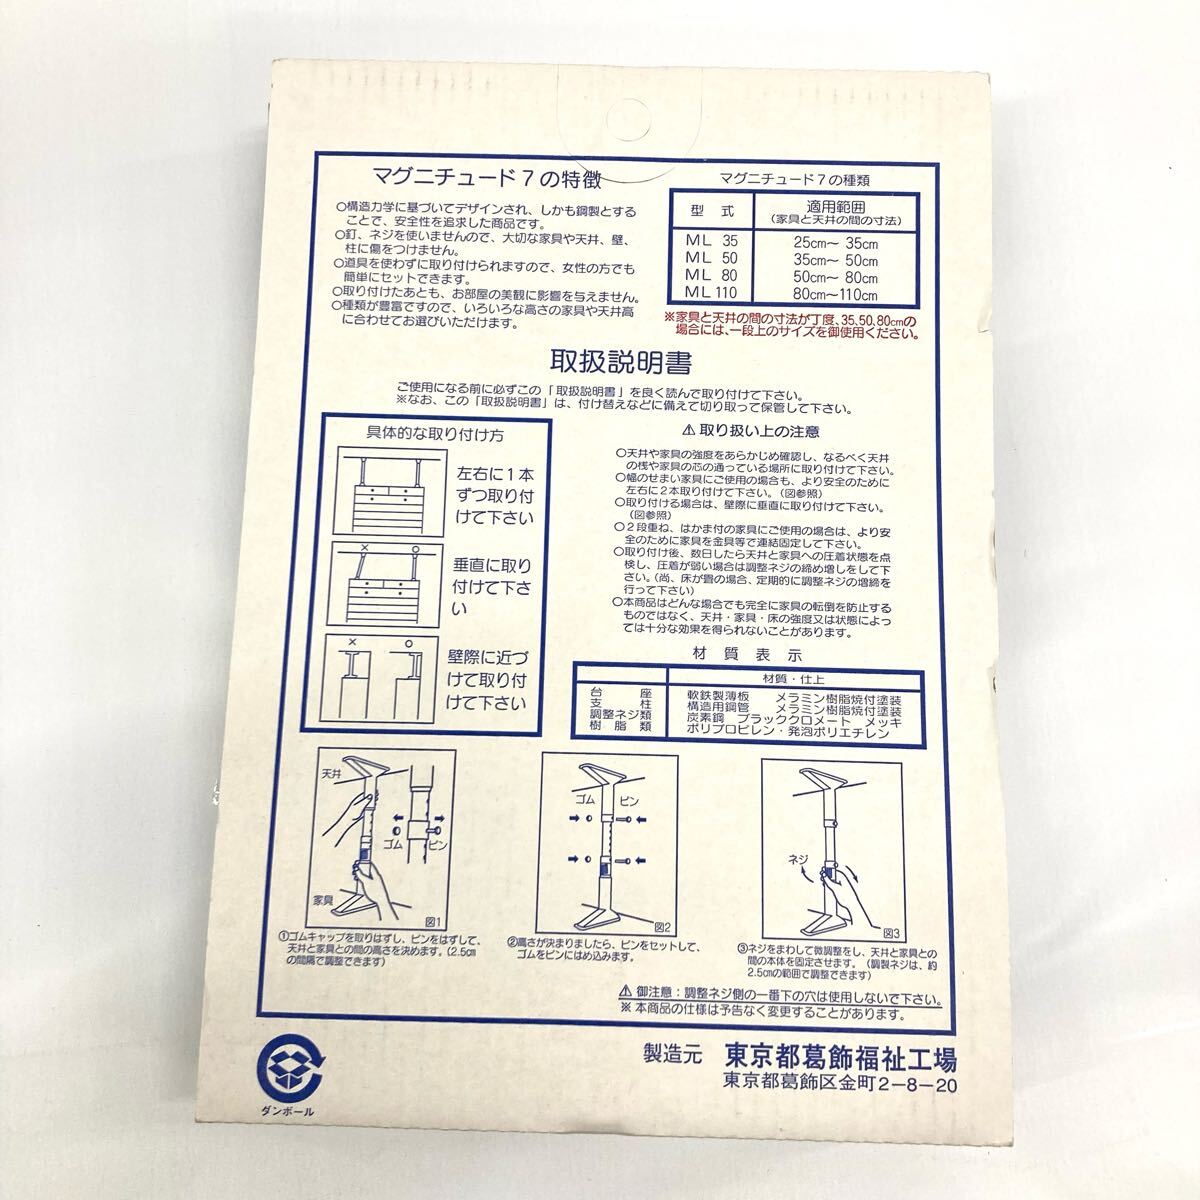 マグニチュード7の特徴
○構造力学に基づいてデザインされ、しかも鋼製とする
ことで、安全性を追求した商品です。
○釘、ネジを使いませんので、大切な家具や天井、壁、
柱に傷をつけません。
○道具を使わずに取り付けられますので、女性の方でも
簡単にセットできます。
○取り付けたあとも、お部屋の美観に影響を与えません。
○種類が豊富ですので、いろいろな高さの家具や天井高
に合わせてお選びいただけます。
マグニチュード7の種類
型式 適用範囲
(家具と天井の間の寸法)
ML 35 25cm〜 35cm
ML 50 35cm〜 50cm
ML 80 50cm〜 80cm
ML110 80cm〜110cm
※家具と天井の間の寸法が丁度、35,50,80cmの
場合には、一段上のサイズを御使用ください。
取扱説明書
ご使用になる前に必ずこの「取扱説明書」を良く読んで取り付けて下さい。
※なお、この「取扱説明書」は、付け替えなどに備えて切り取って保管して下さい。
具体的な取り付け方
左右に1本
ずつ取り付
けて下さい
× ○
垂直に取り
付けて下さ
い
× ○
壁際に近づ
けて取り付
けて下さい
⚠ 取り扱い上の注意
○天井や家具の強度をあらかじめ確認し、なるべく天井
の桟や家具の芯の通っている場所に取り付けて下さい。
○幅のせまい家具にご使用の場合も、より安全のために
左右に2本取り付けて下さい。(図参照)
○取り付ける場合は、壁際に垂直に取り付けて下さい。
(図参照)
○2段重ね、はかま付の家具にご使用の場合は、より安
全のために家具を金具等で連結固定して下さい。
○取り付け後、数日したら天井と家具への圧着状態を点
検し、圧着が弱い場合は調整ネジの締め増しをして下
さい。(尚、床が畳の場合、定期的に調整ネジの増締を
行って下さい)
○本商品はどんな場合でも完全に家具の転倒を防止する
ものではなく、天井・家具・床の強度又は状態によっ
ては十分な効果を得られないことがあります。
材質表示
材質・仕上
台座 軟鉄製薄板 メラミン樹脂焼付塗装
支柱 構造用鋼管 メラミン樹脂焼付塗装
調整ネジ類 炭素鋼 ブラッククロメート メッキ
樹脂類 ポリプロピレン・発泡ポリエチレン
天井
ゴム ピン
家具
図1
ゴム ピン
図2
ネジ
図3
①ゴムキャップを取りはずし、ピンをはずして、
天井と家具との間の高さを決めます。(2.5cm
の間隔で調整できます)
②高さが決まりましたら、ピンをセットして、
ゴムをピンにはめ込みます。
③ネジをまわして微調整をし、天井と家具との
間の本体を固定させます。(調製ネジは、約
2.5cmの範囲で調整できます)
⚠ 御注意：調整ネジ側の一番下の穴は使用しないで下さい。
※ 本商品の仕様は予告なく変更することがあります。
ダンボール
製造元 東京都葛飾福祉工場
東京都葛飾区金町2-8-20